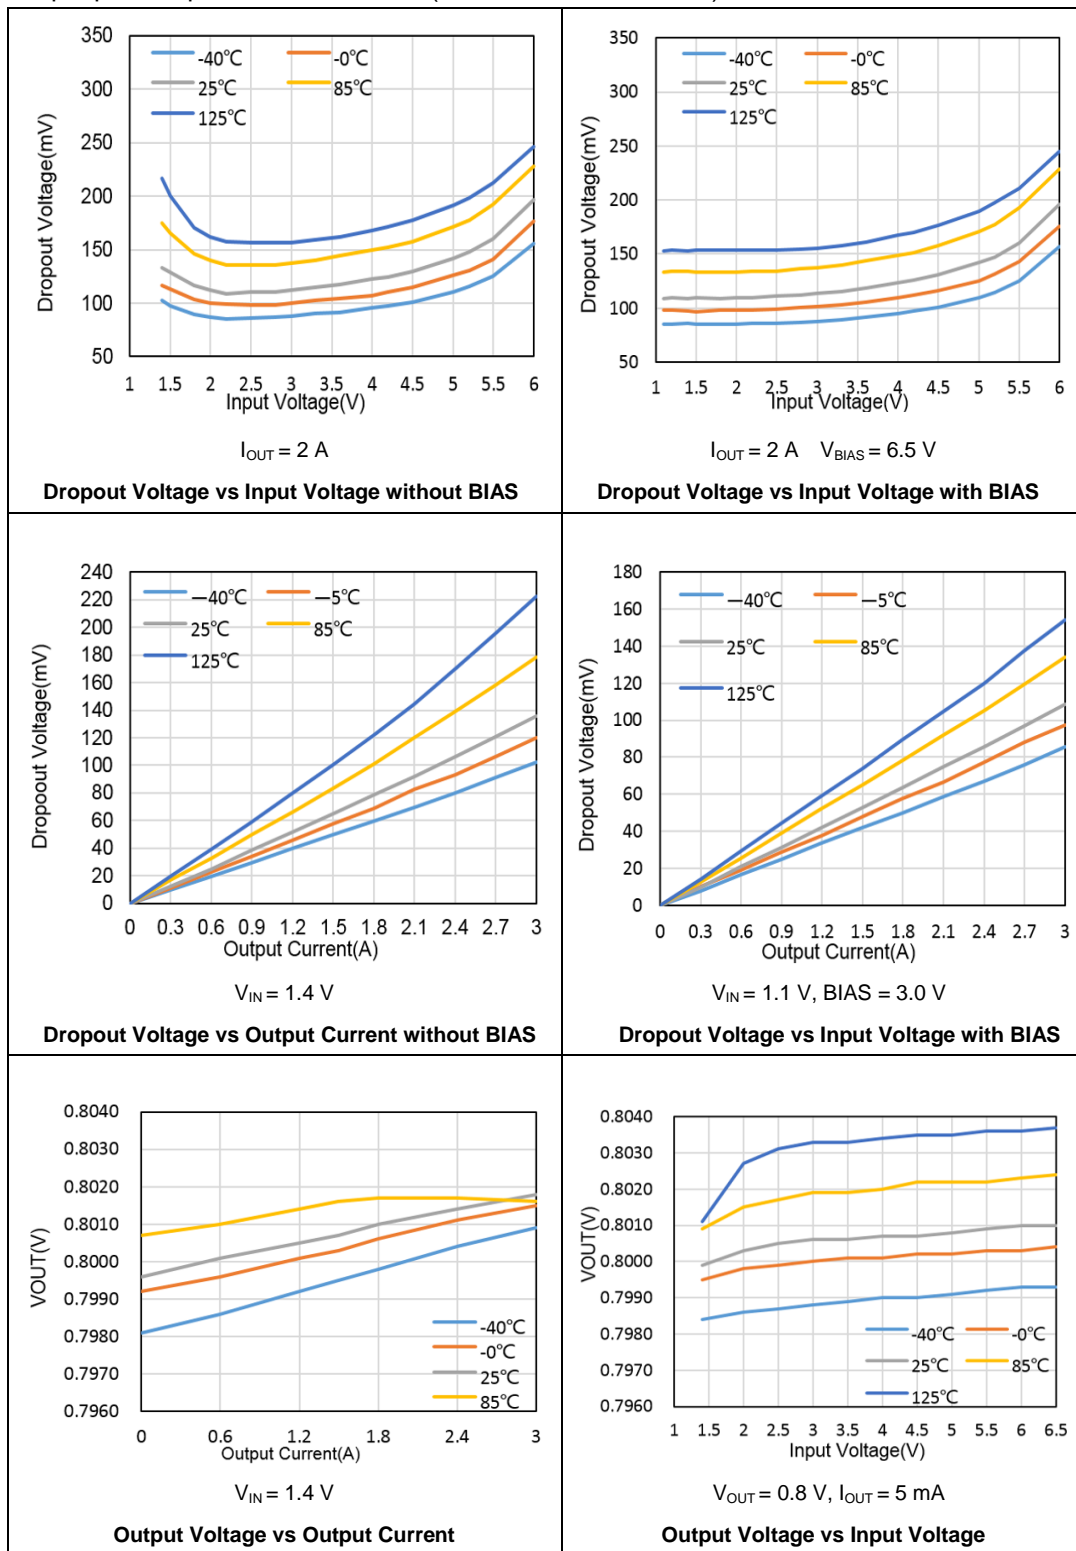 350
300
250
200
150
100
50
Dropout Voltage(mV)
-40℃
-0℃
25℃
85℃
125℃
1 1.5 2 2.5 3 3.5 4 4.5 5 5.5 6
Input Voltage(V)
IOUT = 2 A
Dropout Voltage vs Input Voltage without BIAS
350
300
250
200
150
100
50
Dropout Voltage(mV)
-40℃
-0℃
25℃
85℃
125℃
1 1.5 2 2.5 3 3.5 4 4.5 5 5.5 6
Input Voltage(V)
IOUT = 2 A VBIAS = 6.5 V
Dropout Voltage vs Input Voltage with BIAS
240
220
200
180
160
140
120
100
80
60
40
20
0
Dropoout Voltage(mV)
—40℃
—5℃
25℃
85℃
125℃
0 0.3 0.6 0.9 1.2 1.5 1.8 2.1 2.4 2.7 3
Output Current(A)
VIN = 1.4 V
Dropout Voltage vs Output Current without BIAS
180
160
140
120
100
80
60
40
20
0
Dropout Voltage(mV)
—40℃
—5℃
25℃
85℃
125℃
0 0.3 0.6 0.9 1.2 1.5 1.8 2.1 2.4 2.7 3
Output Current(A)
VIN = 1.1 V, BIAS = 3.0 V
Dropout Voltage vs Input Voltage with BIAS
0.8040
0.8030
0.8020
0.8010
0.8000
0.7990
0.7980
0.7970
0.7960
VOUT(V)
-40℃
-0℃
25℃
85℃
0 0.6 1.2 1.8 2.4 3
Output Current(A)
VIN = 1.4 V
Output Voltage vs Output Current
0.8040
0.8030
0.8020
0.8010
0.8000
0.7990
0.7980
0.7970
0.7960
VOUT(V)
-40℃
-0℃
25℃
85℃
125℃
1 1.5 2 2.5 3 3.5 4 4.5 5 5.5 6 6.5
Input Voltage(V)
VOUT = 0.8 V, IOUT = 5 mA
Output Voltage vs Input Voltage